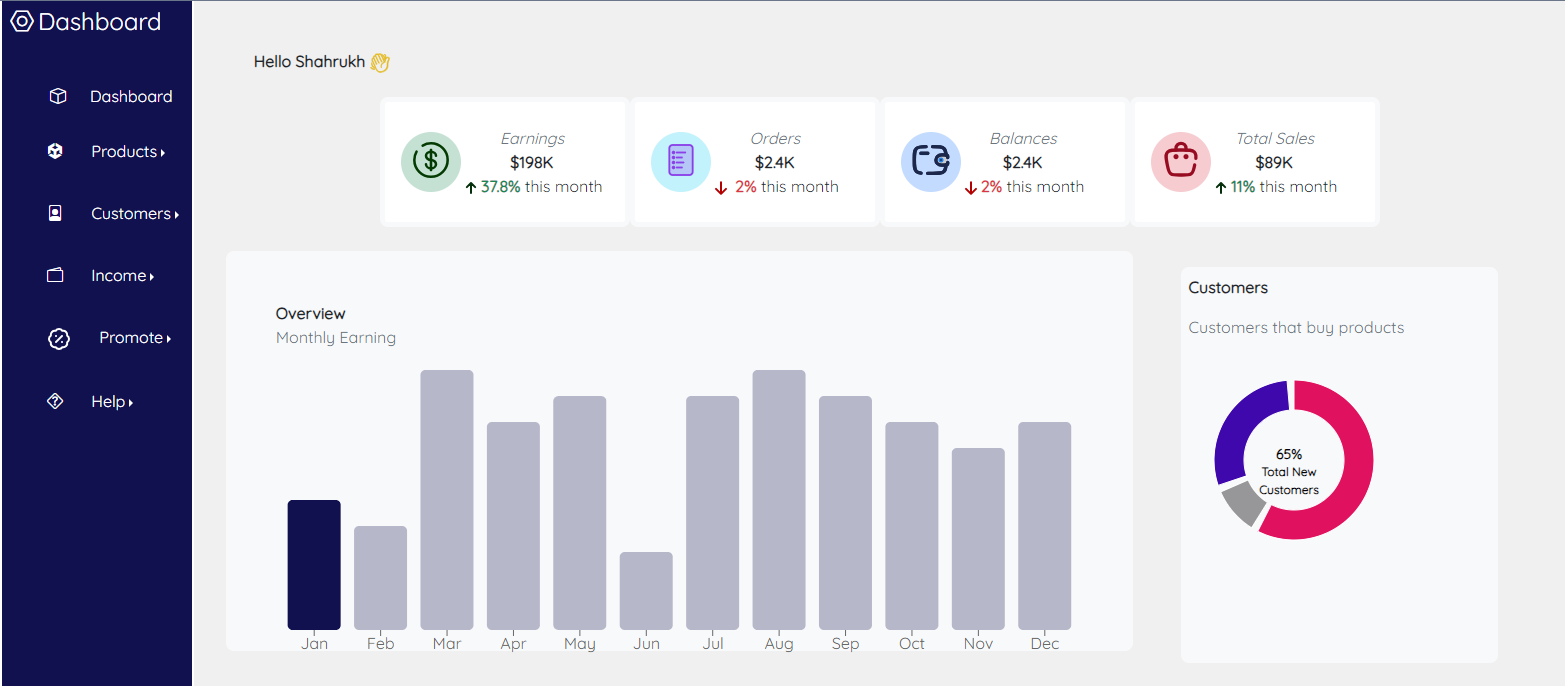 Dashboard
Dashboard
Products
Customers
Income
Promote
Help
Hello Shahrukh 👋
Earnings
$198K
37.8% this month
Orders
$2.4K
2% this month
Balances
$2.4K
2% this month
Total Sales
$89K
11% this month
Overview
Monthly Earning
Jan Feb Mar Apr May Jun Jul Aug Sep Oct Nov Dec
Customers
Customers that buy products
65%
Total New
Customers